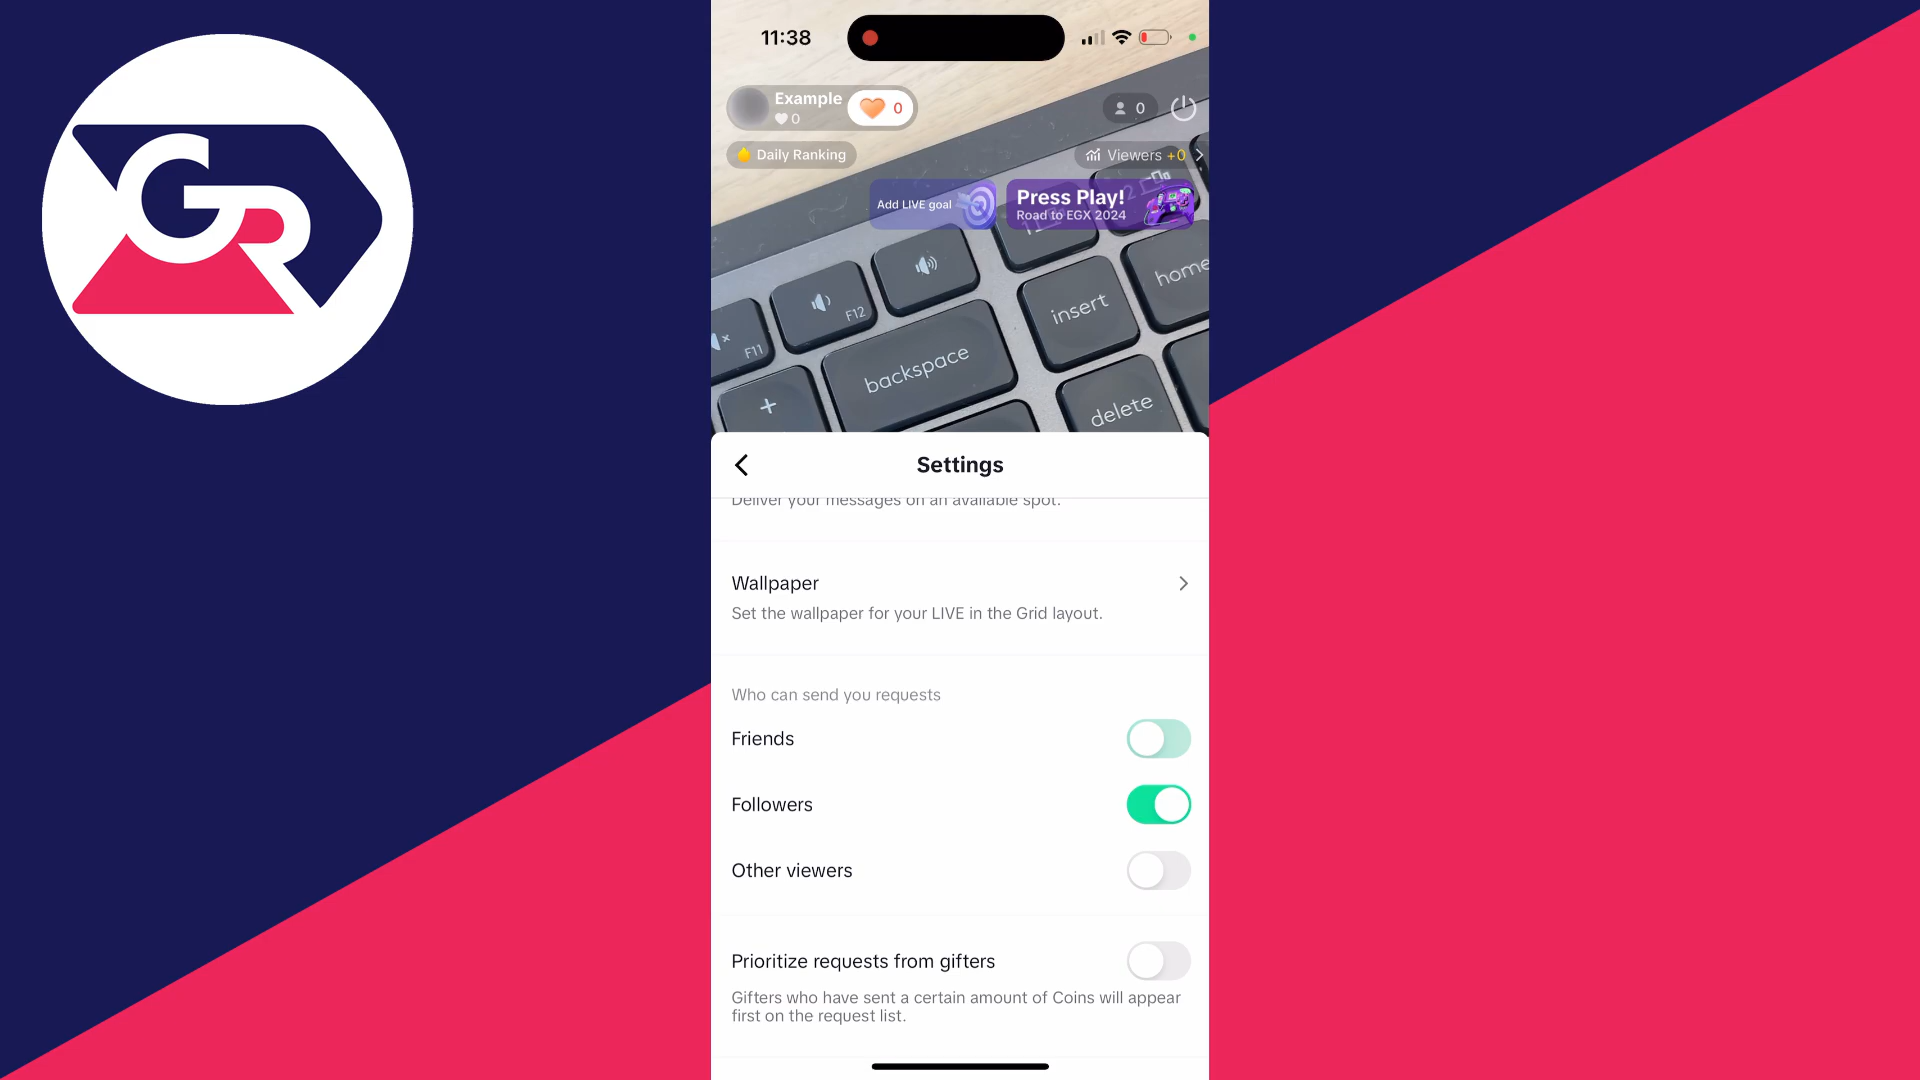 GR
11:38
Example
0
0
0
Daily Ranking
Viewers +0
Add LIVE goal
Press Play!
Road to EGX 2024
home
insert
F12
F11
backspace
+
delete
Settings
Deliver your messages on an available spot.
Wallpaper
Set the wallpaper for your LIVE in the Grid layout.
Who can send you requests
Friends
Followers
Other viewers
Prioritize requests from gifters
Gifters who have sent a certain amount of Coins will appear
first on the request list.